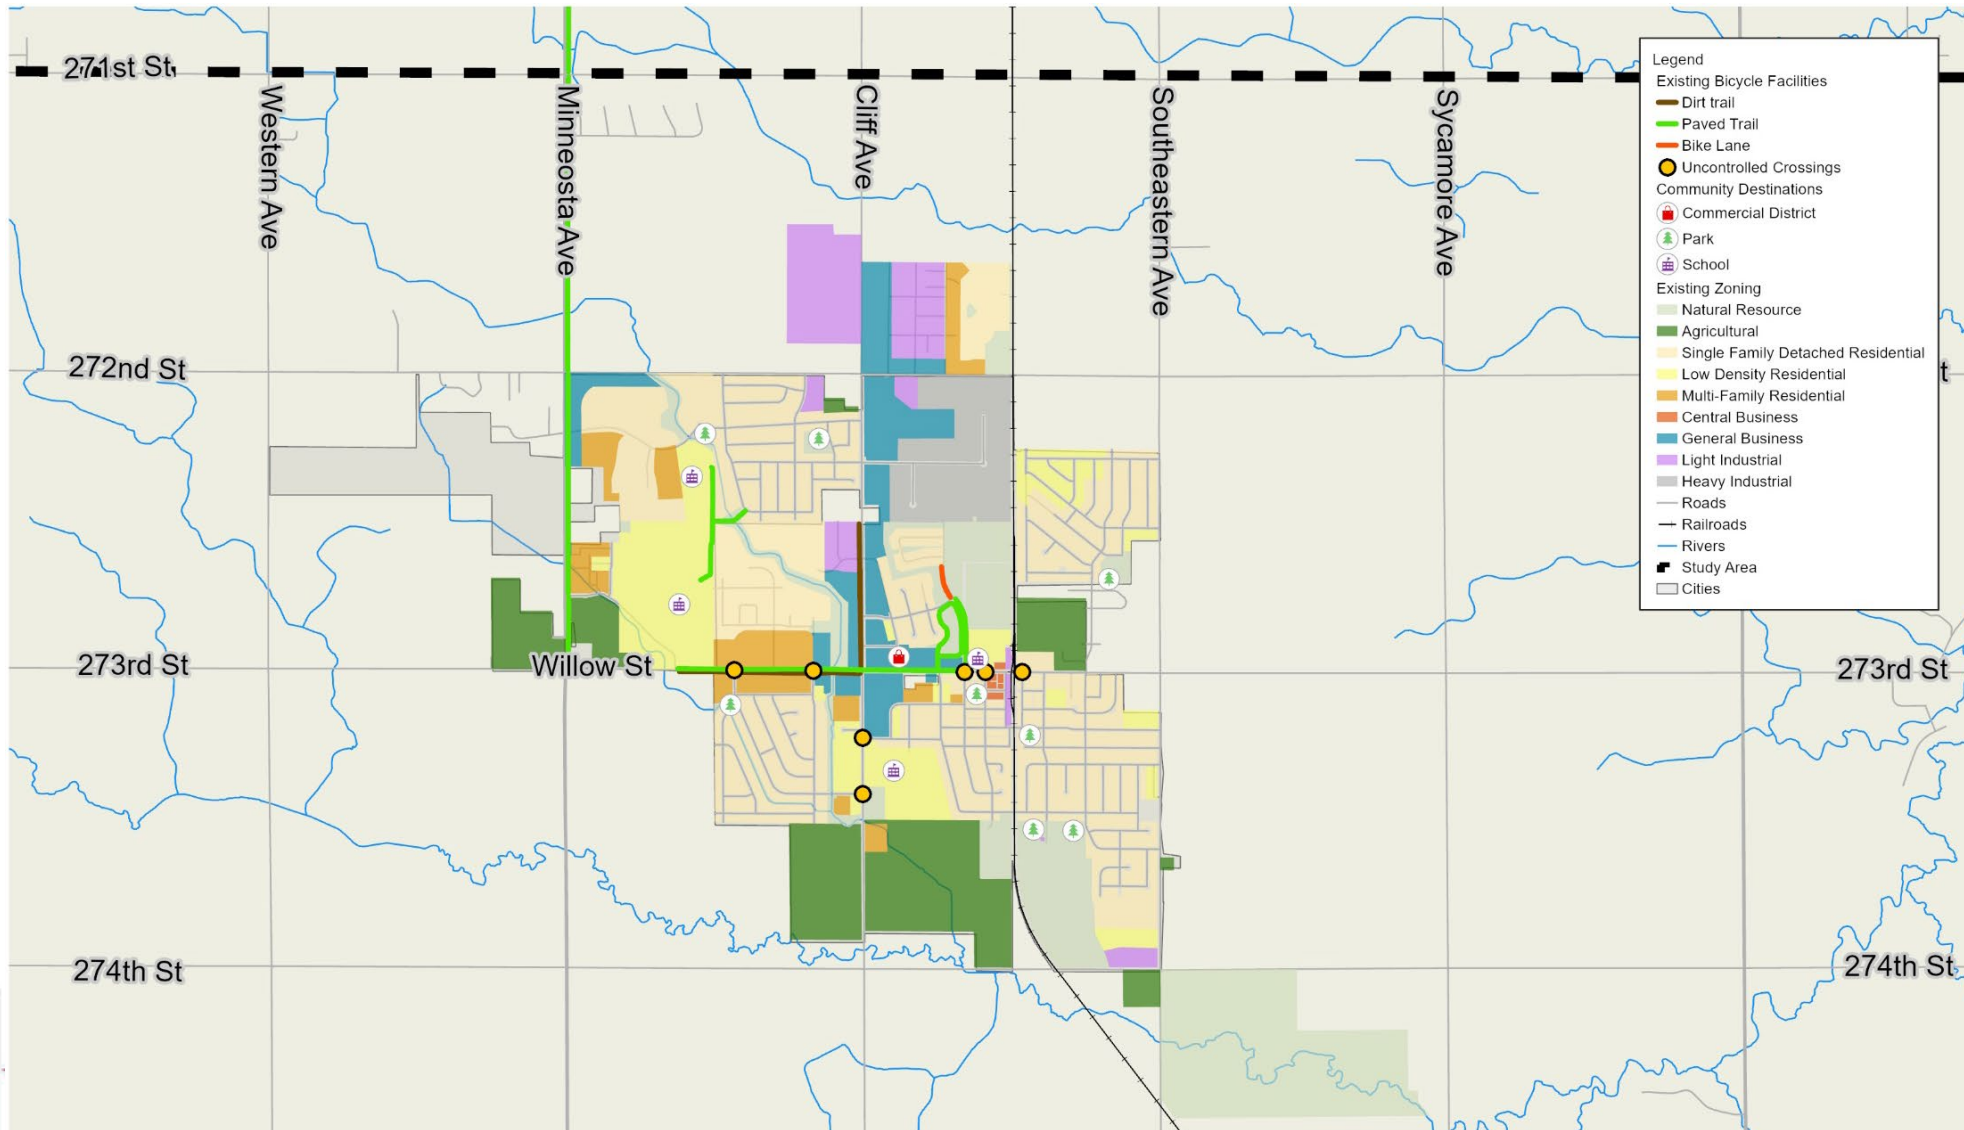 271st St.
Western Ave
Minneosta Ave
Cliff Ave
Southeastern Ave
Sycamore Ave
272nd St
t
273rd St
Willow St
273rd St
274th St
274th St
Legend
Existing Bicycle Facilities
Dirt trail
Paved Trail
Bike Lane
Uncontrolled Crossings
Community Destinations
Commercial District
Park
School
Existing Zoning
Natural Resource
Agricultural
Single Family Detached Residential
Low Density Residential
Multi-Family Residential
Central Business
General Business
Light Industrial
Heavy Industrial
Roads
Railroads
Rivers
Study Area
Cities